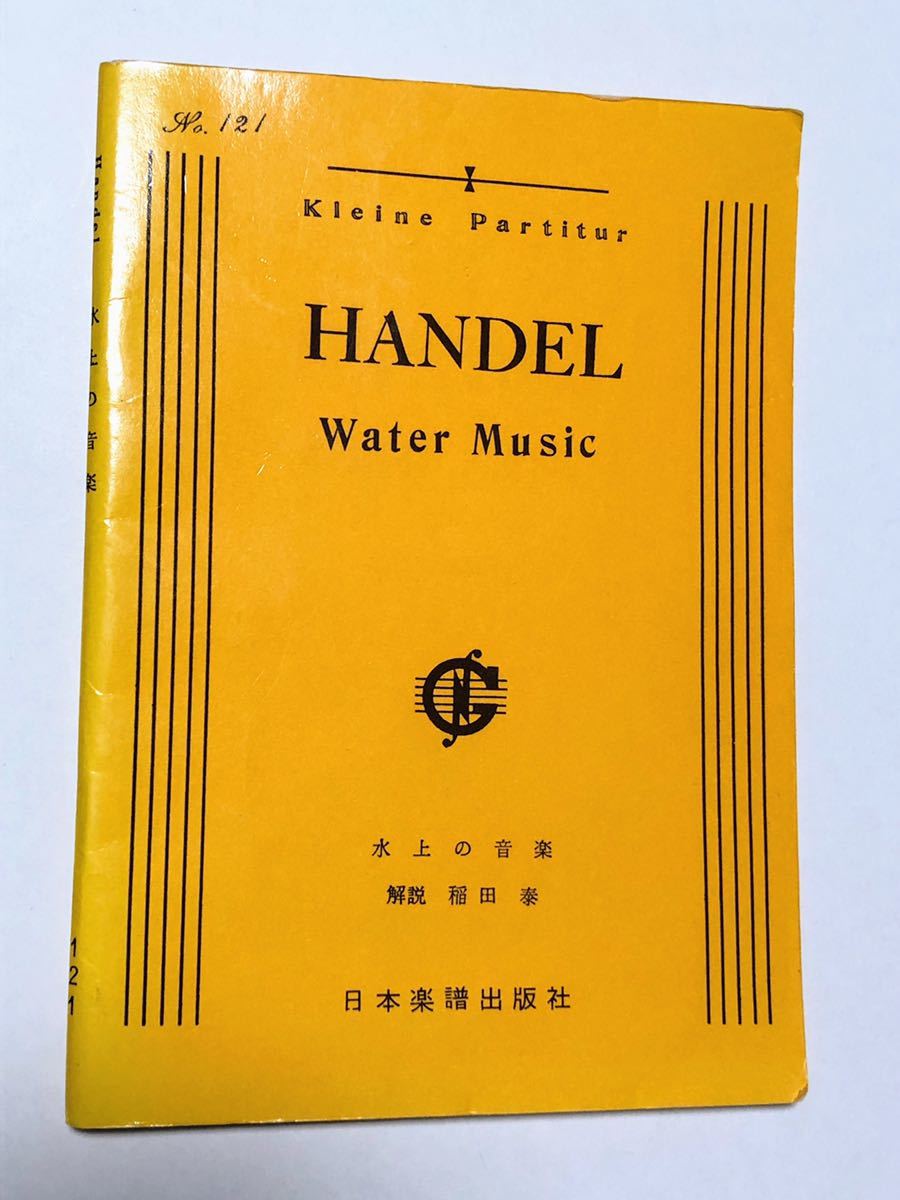 No. 121
Kleine Partitur
HANDEL
Water Music
水上の音楽
解説 稲田 泰
日本楽譜出版社
Handel 水上の音楽
121